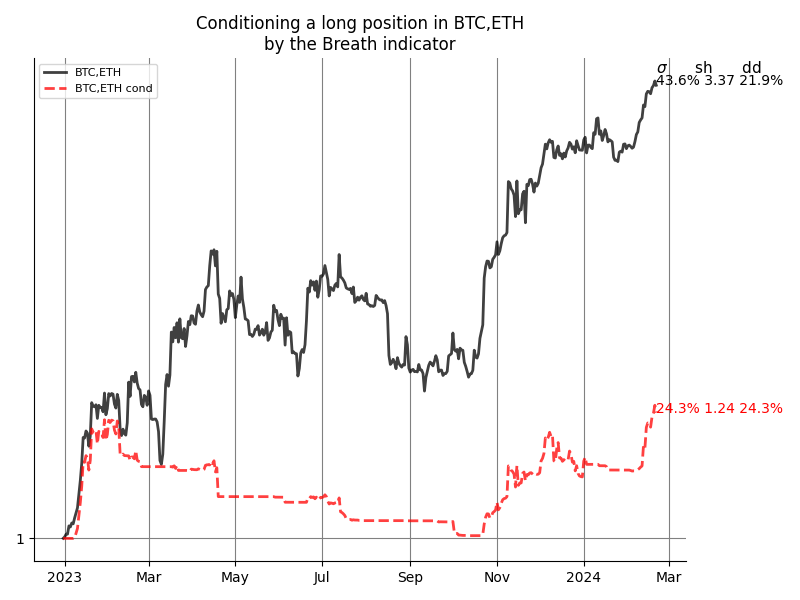 Conditioning a long position in BTC,ETH
by the Breath indicator
BTC,ETH
BTC,ETH cond
σ sh dd
43.6% 3.37 21.9%
24.3% 1.24 24.3%
1
2023 Mar May Jul Sep Nov 2024 Mar